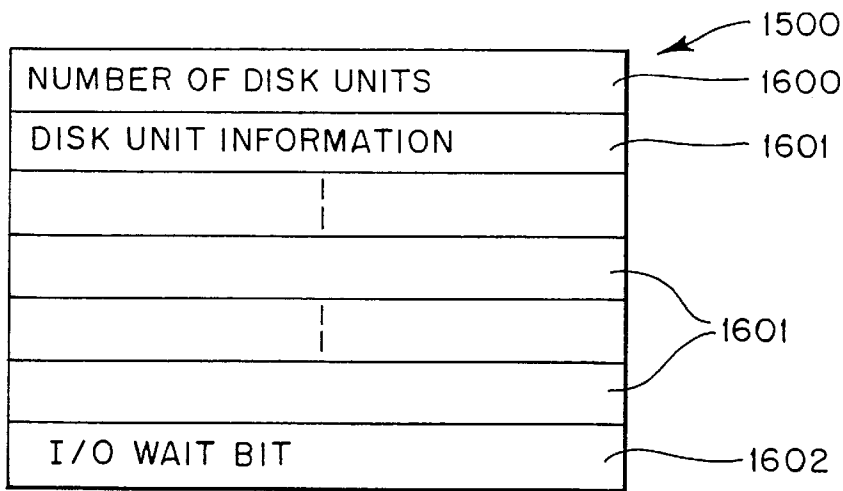 1500
NUMBER OF DISK UNITS 1600
DISK UNIT INFORMATION 1601
1601
I/O WAIT BIT 1602